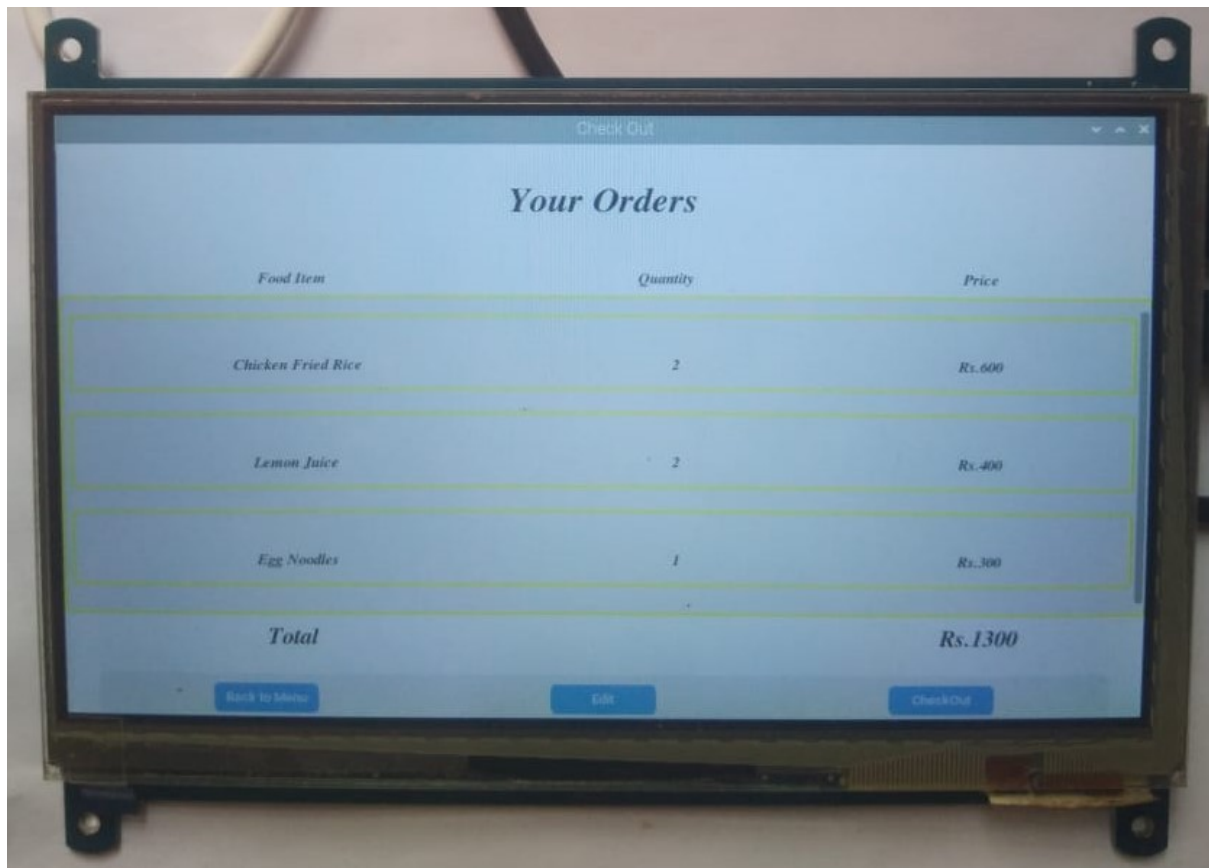 Check Out
Your Orders
Food Item Quantity Price
Chicken Fried Rice 2 Rs.600
Lemon Juice 2 Rs.400
Egg Noodles 1 Rs.300
Total Rs.1300
Back to Menu Edit CheckOut